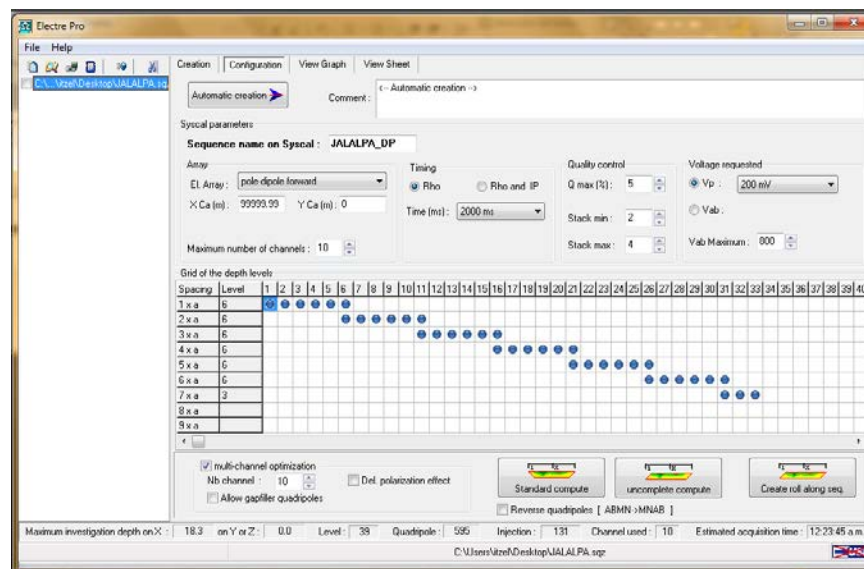 Electre Pro
File Help
C:\...\Itzel\Desktop\JALALPA.sqz
Creation Configuration View Graph View Sheet
Automatic creation
Comment :
<-- Automatic creation -->
Syscal parameters
Sequence name on Syscal : JALALPA_DP
Array
El. Array : pole-dipole forward
X Ca (m) : 99999.99 Y Ca (m) : 0
Maximum number of channels : 10
Timing
Rho Rho and IP
Time (ms) : 2000 ms
Quality control
Q max (%) : 5
Stack min : 2
Stack max : 4
Voltage requested
Vp : 200 mV
Vab :
Vab Maximum : 800
Grid of the depth levels
Spacing Level 1 2 3 4 5 6 7 8 9 10 11 12 13 14 15 16 17 18 19 20 21 22 23 24 25 26 27 28 29 30 31 32 33 34 35 36 37 38 39 40
1 x a 6
2 x a 6
3 x a 6
4 x a 6
5 x a 6
6 x a 6
7 x a 3
8 x a
9 x a
multi-channel optimization
Nb channel : 10
Allow gapfiller quadripoles
Del. polarization effect
Standard compute
uncomplete compute
Create roll along seq.
Reverse quadripoles [ ABMN->MNAB ]
Maximum investigation depth on X : 18.3 on Y or Z : 0.0 Level : 39 Quadripole : 595 Injection : 131 Channel used : 10 Estimated acquisition time : 12:23:45 a.m.
C:\Users\itzel\Desktop\JALALPA.sqz